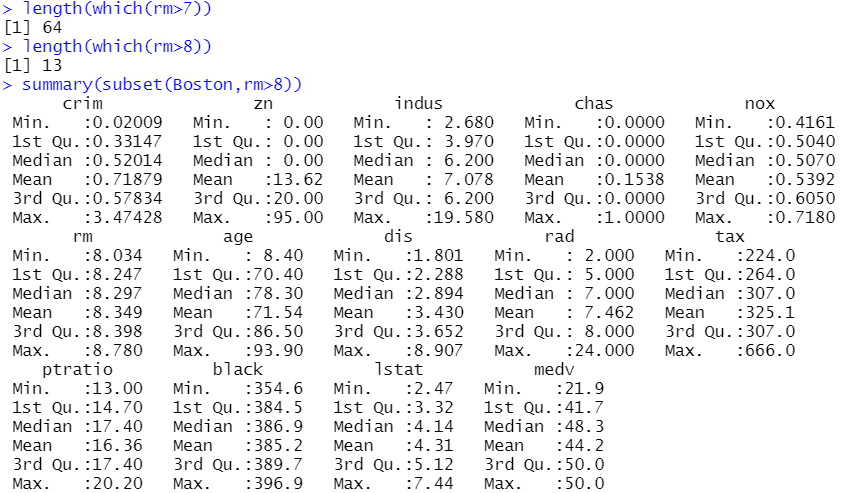 > length(which(rm>7))
[1] 64
> length(which(rm>8))
[1] 13
> summary(subset(Boston,rm>8))
      crim               zn            indus             chas             nox
 Min.   :0.02009   Min.   : 0.00   Min.   : 2.680   Min.   :0.0000   Min.   :0.4161
 1st Qu.:0.33147   1st Qu.: 0.00   1st Qu.: 3.970   1st Qu.:0.0000   1st Qu.:0.5040
 Median :0.52014   Median : 0.00   Median : 6.200   Median :0.0000   Median :0.5070
 Mean   :0.71879   Mean   :13.62   Mean   : 7.078   Mean   :0.1538   Mean   :0.5392
 3rd Qu.:0.57834   3rd Qu.:20.00   3rd Qu.: 6.200   3rd Qu.:0.0000   3rd Qu.:0.6050
 Max.   :3.47428   Max.   :95.00   Max.   :19.580   Max.   :1.0000   Max.   :0.7180
       rm             age             dis             rad              tax
 Min.   :8.034   Min.   : 8.40   Min.   :1.801   Min.   : 2.000   Min.   :224.0
 1st Qu.:8.247   1st Qu.:70.40   1st Qu.:2.288   1st Qu.: 5.000   1st Qu.:264.0
 Median :8.297   Median :78.30   Median :2.894   Median : 7.000   Median :307.0
 Mean   :8.349   Mean   :71.54   Mean   :3.430   Mean   : 7.462   Mean   :325.1
 3rd Qu.:8.398   3rd Qu.:86.50   3rd Qu.:3.652   3rd Qu.: 8.000   3rd Qu.:307.0
 Max.   :8.780   Max.   :93.90   Max.   :8.907   Max.   :24.000   Max.   :666.0
    ptratio          black           lstat           medv
 Min.   :13.00   Min.   :354.6   Min.   :2.47   Min.   :21.9
 1st Qu.:14.70   1st Qu.:384.5   1st Qu.:3.32   1st Qu.:41.7
 Median :17.40   Median :386.9   Median :4.14   Median :48.3
 Mean   :16.36   Mean   :385.2   Mean   :4.31   Mean   :44.2
 3rd Qu.:17.40   3rd Qu.:389.7   3rd Qu.:5.12   3rd Qu.:50.0
 Max.   :20.20   Max.   :396.9   Max.   :7.44   Max.   :50.0